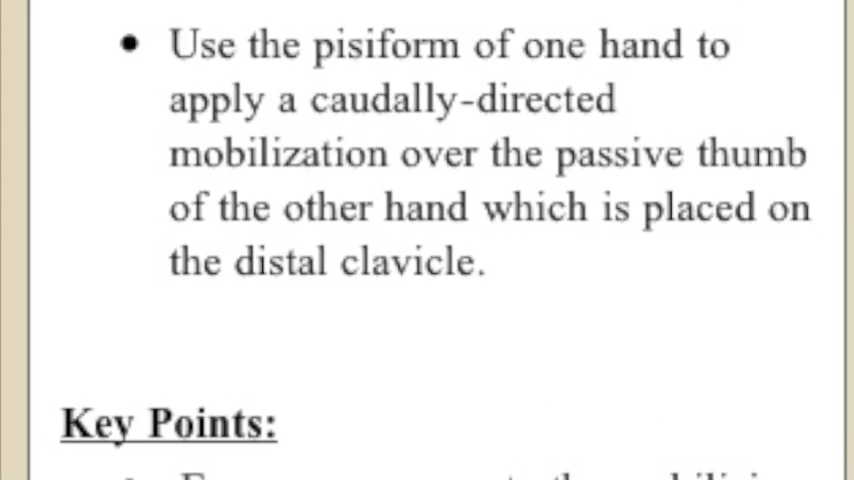 • Use the pisiform of one hand to
apply a caudally-directed
mobilization over the passive thumb
of the other hand which is placed on
the distal clavicle.
Key Points: